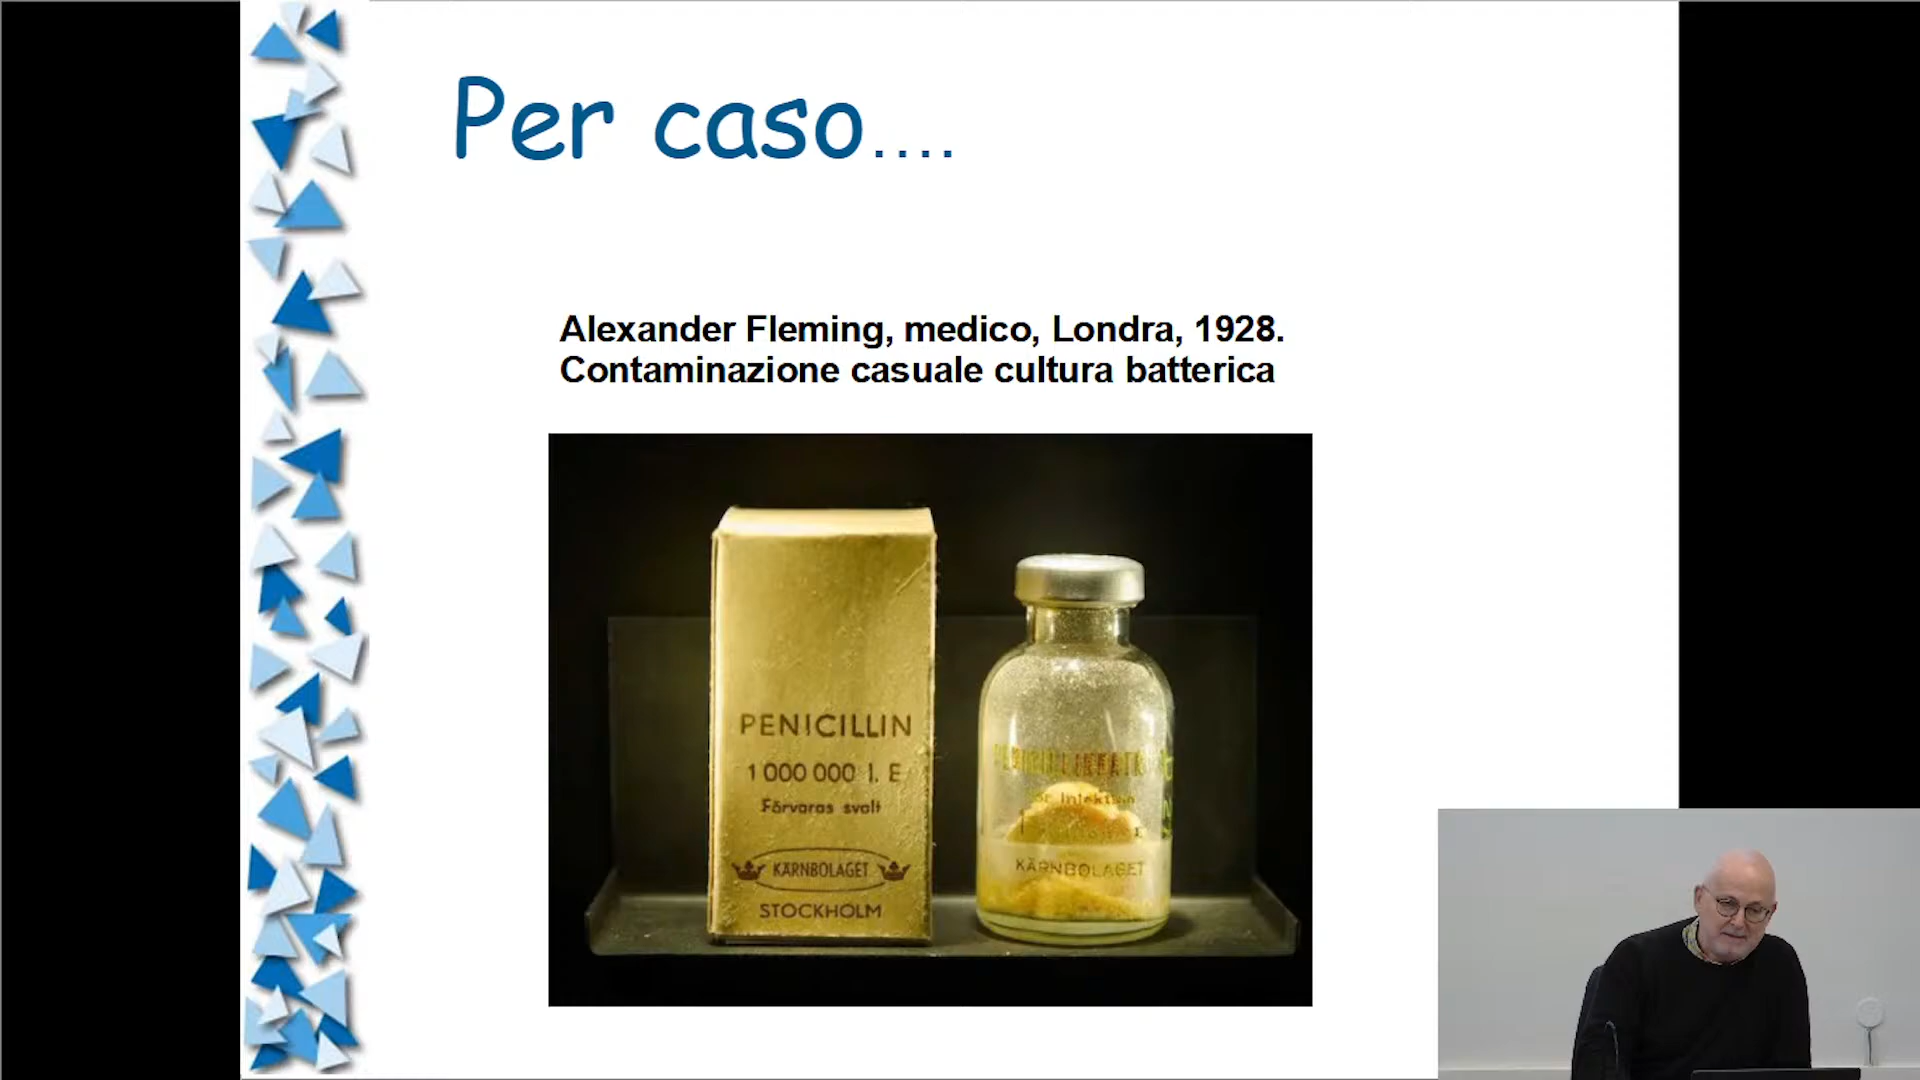 Per caso....
Alexander Fleming, medico, Londra, 1928.
Contaminazione casuale cultura batterica
PENICILLIN
1 000 000 I. E
Förvaras svalt
KÄRNBOLAGET
STOCKHOLM
KÄRNBOLAGET